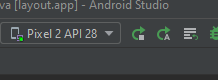 va [layout.app] - Android Studio
Pixel 2 API 28